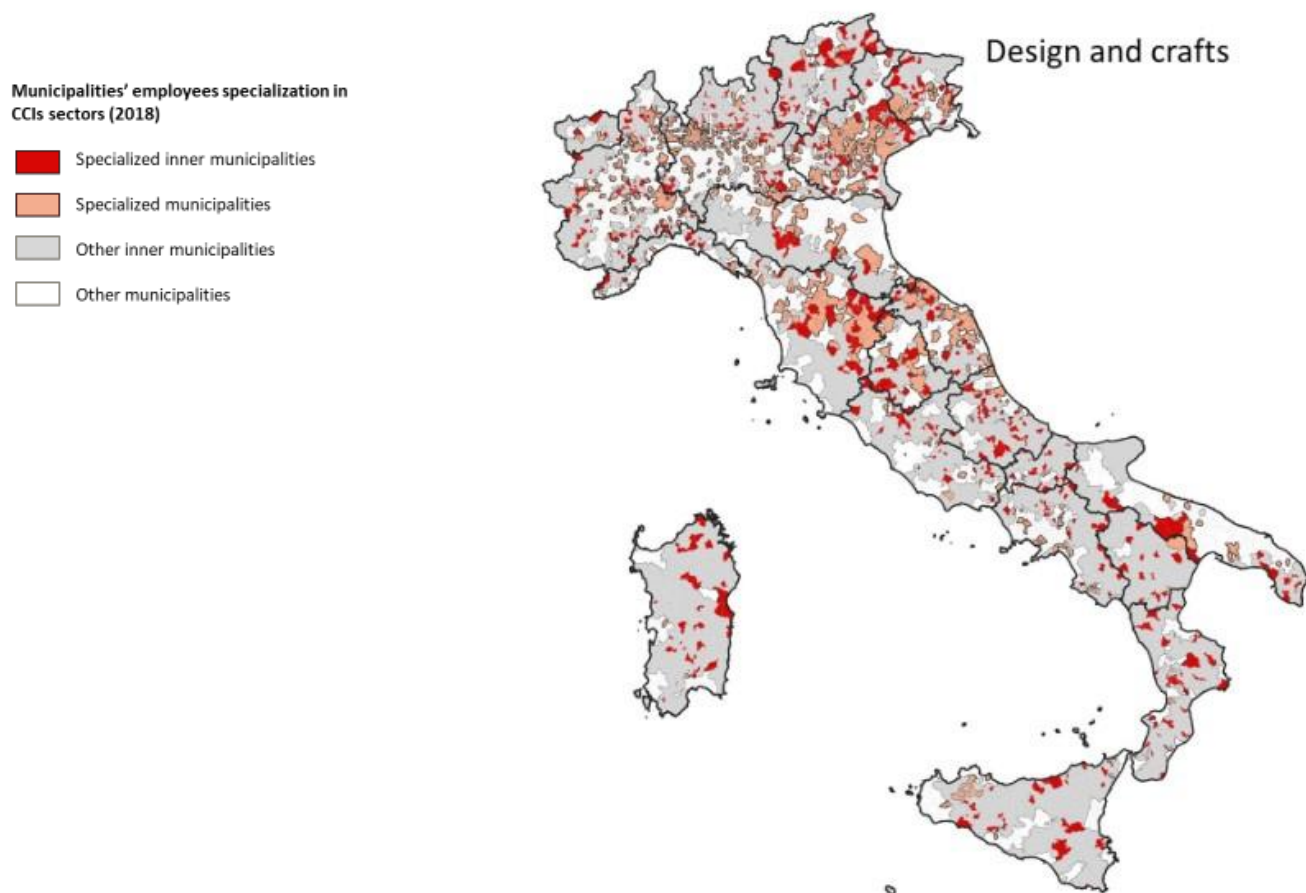 Design and crafts
Municipalities' employees specialization in
CCIs sectors (2018)
Specialized inner municipalities
Specialized municipalities
Other inner municipalities
Other municipalities